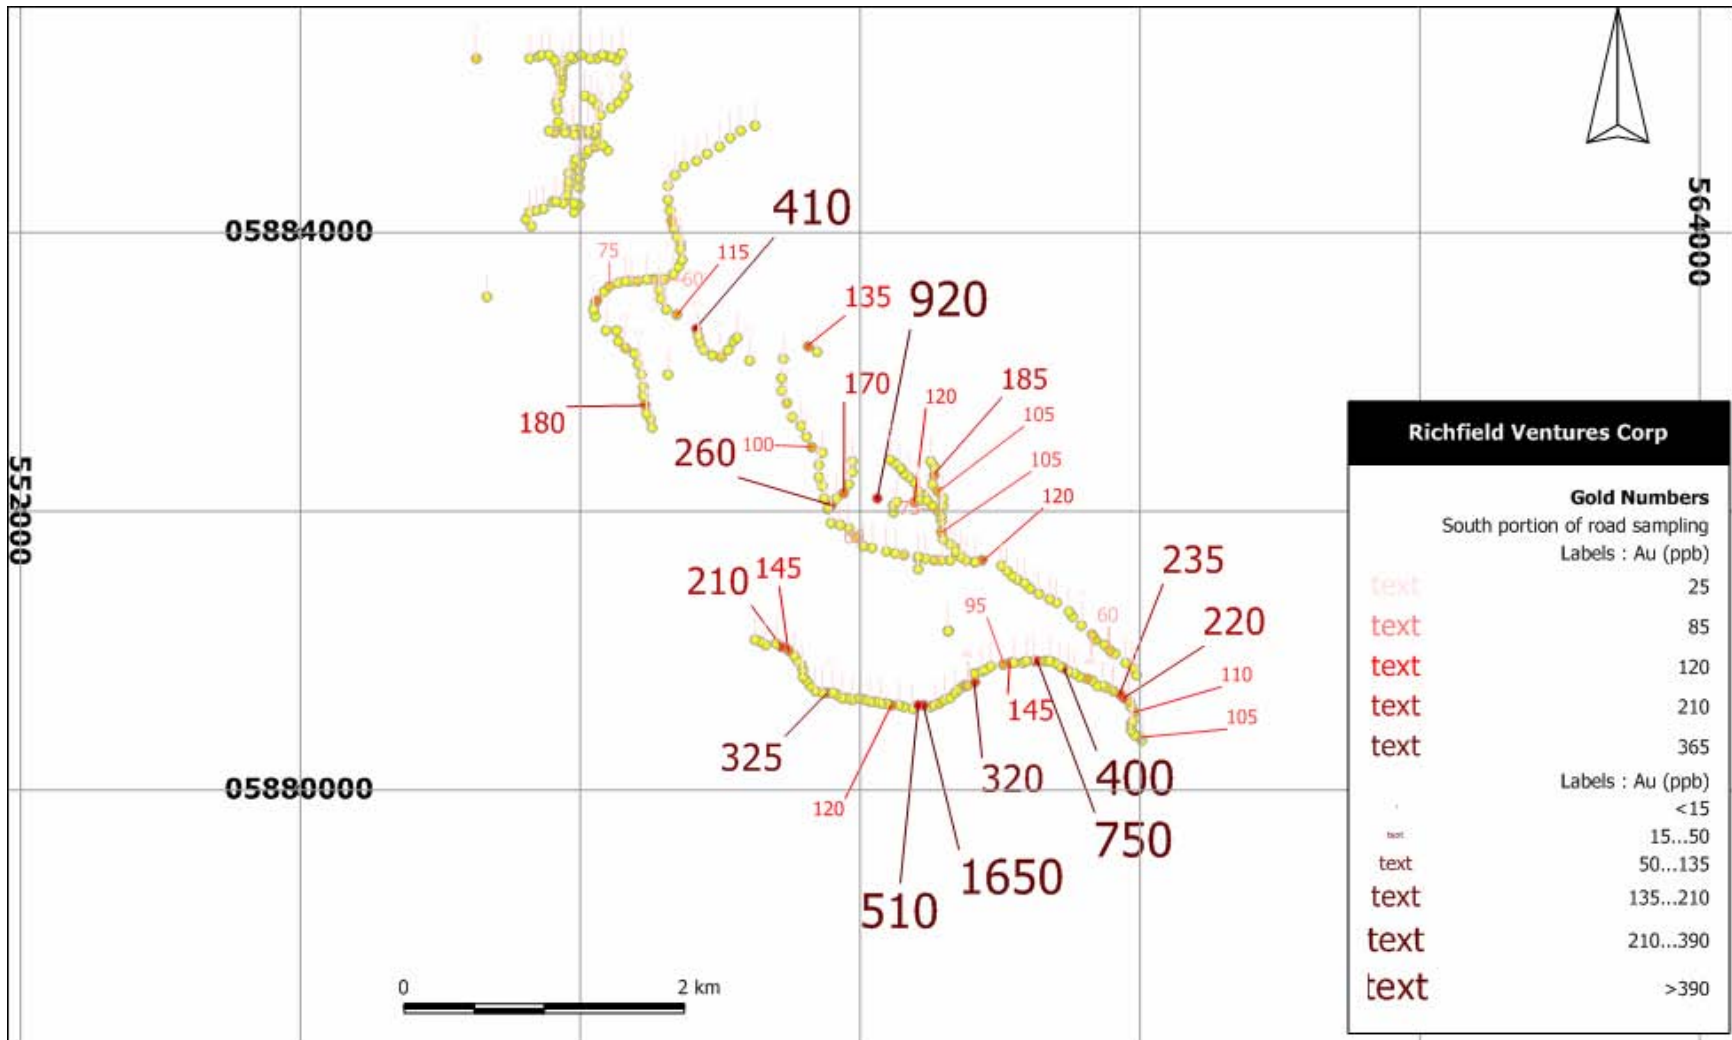 410
05884000
564000
75
115
60
135
920
170
185
120
180
105
260
100
105
552000
75
120
235
210
145
95
60
220
110
145
105
325
320
400
05880000
120
750
1650
510
0
2 km
Richfield Ventures Corp
Gold Numbers
South portion of road sampling
Labels : Au (ppb)
text 25
text 85
text 120
text 210
text 365
Labels : Au (ppb)
<15
text 15...50
text 50...135
text 135...210
text 210...390
text >390